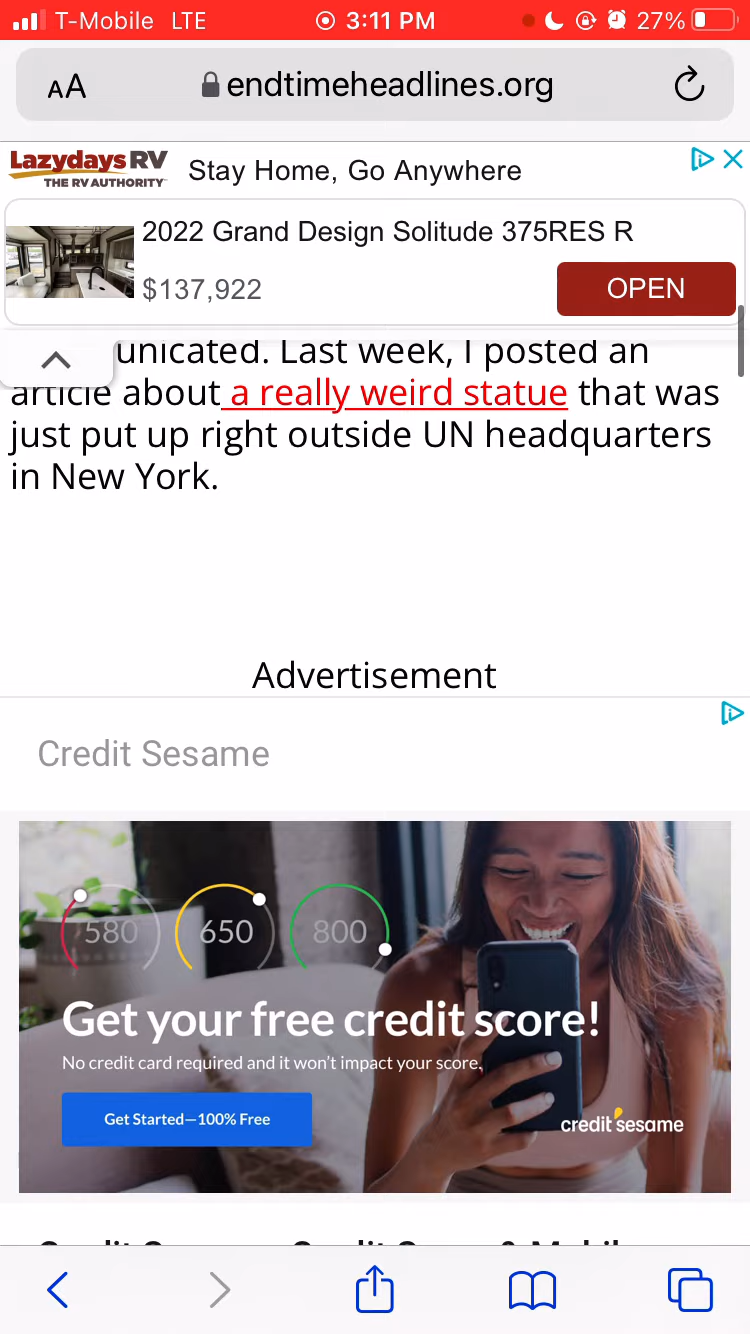 T-Mobile LTE 3:11 PM 27%
AA endtimeheadlines.org
Lazydays RV
THE RV AUTHORITY
Stay Home, Go Anywhere
2022 Grand Design Solitude 375RES R
$137,922
OPEN
unicated. Last week, I posted an
article about a really weird statue that was
just put up right outside UN headquarters
in New York.
Advertisement
Credit Sesame
580 650 800
Get your free credit score!
No credit card required and it won't impact your score.
Get Started—100% Free
credit sesame